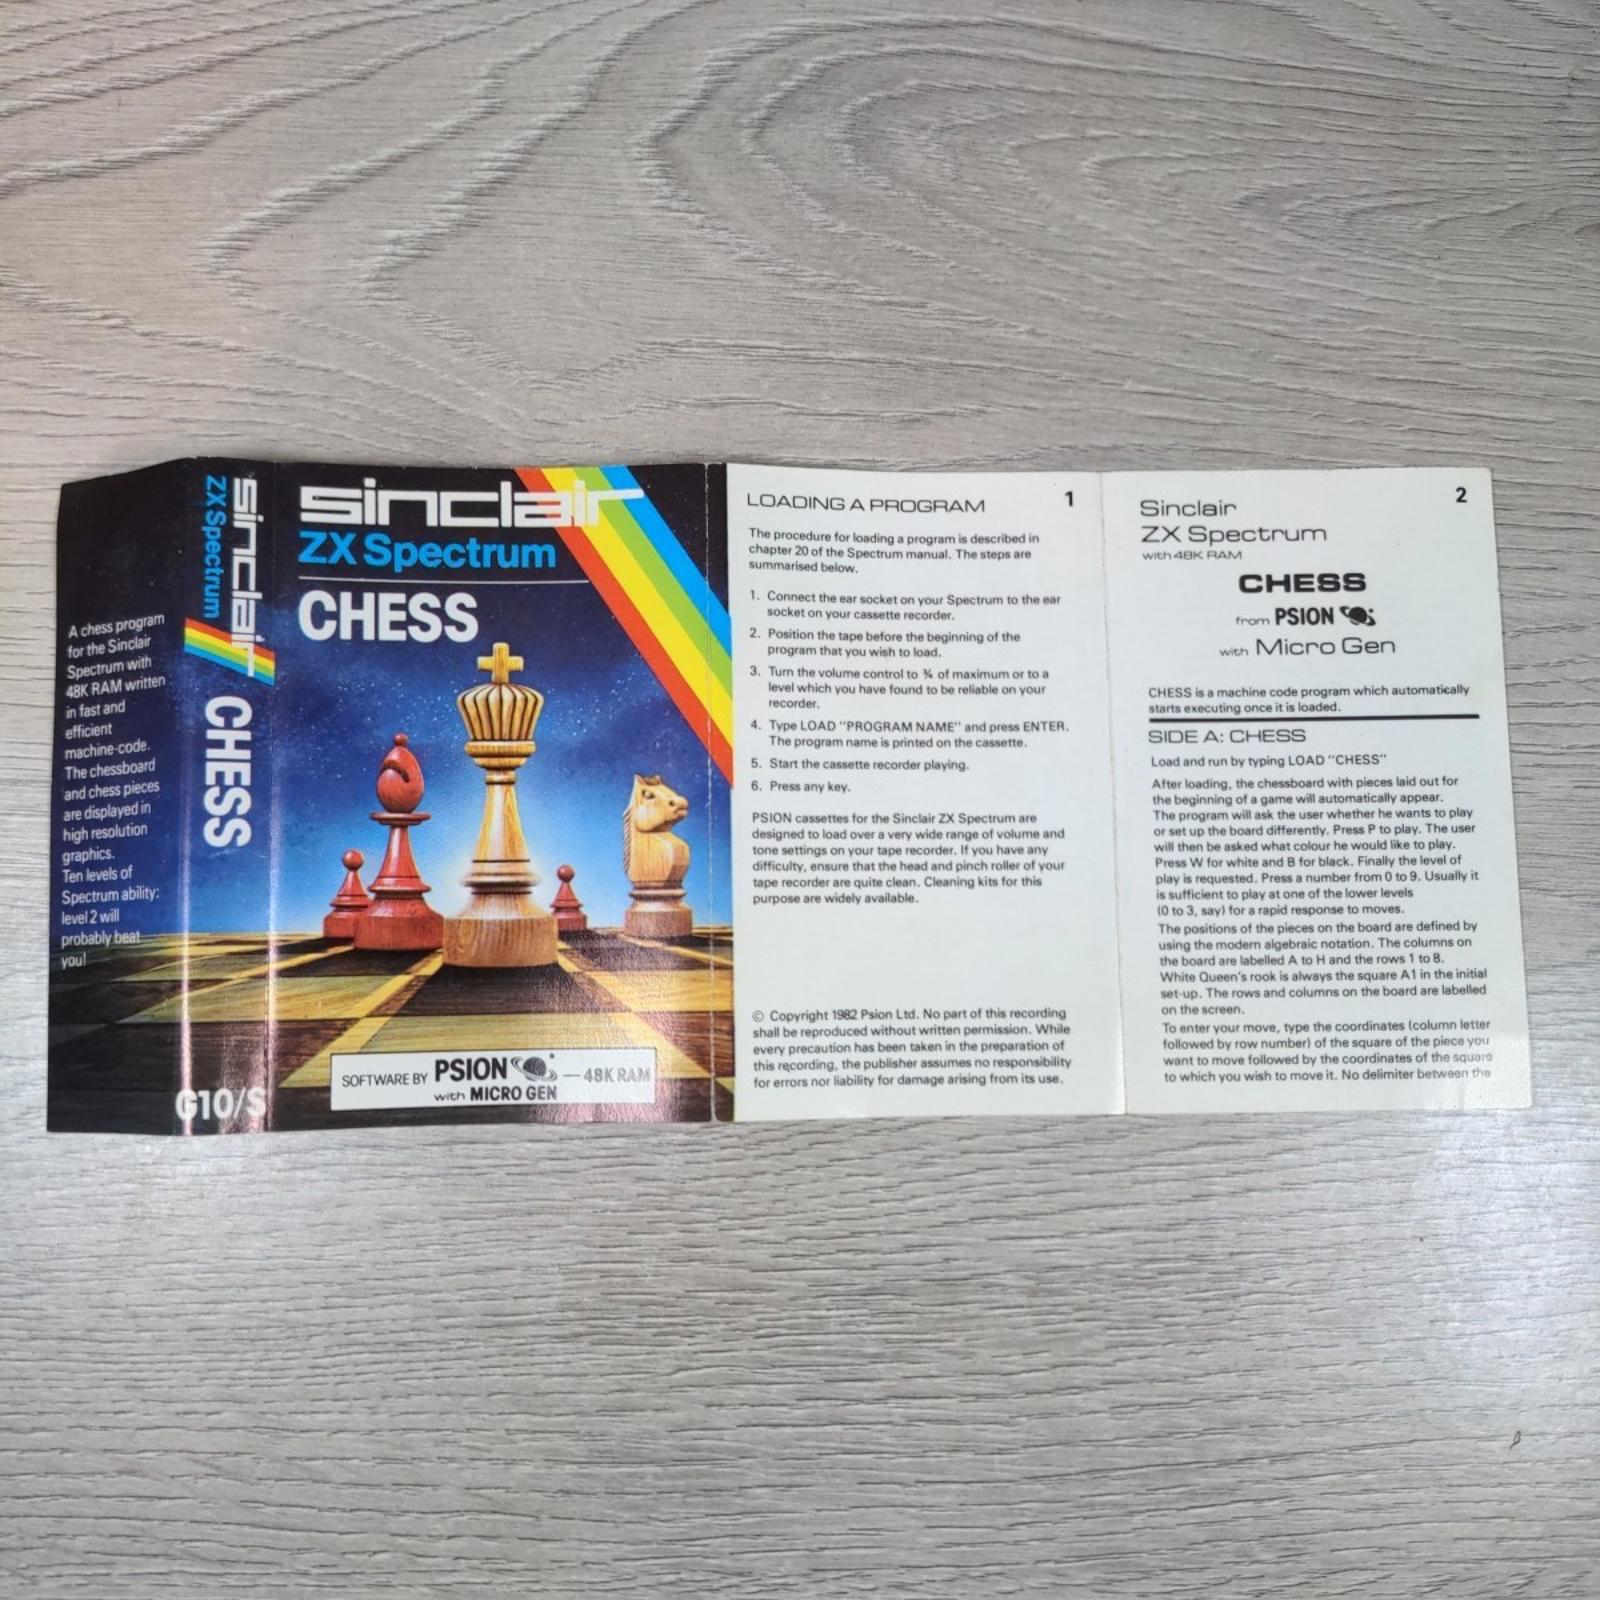 A chess program
for the Sinclair
Spectrum with
48K RAM written
in fast and
efficient
machine-code.
The chessboard
and chess pieces
are displayed in
high resolution
graphics.
Ten levels of
Spectrum ability:
level 2 will
probably beat
you!
sinclair
ZX Spectrum
CHESS
G10/S
sinclair
ZX Spectrum
CHESS
SOFTWARE BY PSION — 48K RAM
with MICRO GEN
LOADING A PROGRAM 1
The procedure for loading a program is described in
chapter 20 of the Spectrum manual. The steps are
summarised below.
1. Connect the ear socket on your Spectrum to the ear
socket on your cassette recorder.
2. Position the tape before the beginning of the
program that you wish to load.
3. Turn the volume control to ¾ of maximum or to a
level which you have found to be reliable on your
recorder.
4. Type LOAD "PROGRAM NAME" and press ENTER.
The program name is printed on the cassette.
5. Start the cassette recorder playing.
6. Press any key.
PSION cassettes for the Sinclair ZX Spectrum are
designed to load over a very wide range of volume and
tone settings on your tape recorder. If you have any
difficulty, ensure that the head and pinch roller of your
tape recorder are quite clean. Cleaning kits for this
purpose are widely available.
© Copyright 1982 Psion Ltd. No part of this recording
shall be reproduced without written permission. While
every precaution has been taken in the preparation of
this recording, the publisher assumes no responsibility
for errors nor liability for damage arising from its use.
2
Sinclair
ZX Spectrum
with 48K RAM
CHESS
from PSION
with Micro Gen
CHESS is a machine code program which automatically
starts executing once it is loaded.
SIDE A: CHESS
Load and run by typing LOAD "CHESS"
After loading, the chessboard with pieces laid out for
the beginning of a game will automatically appear.
The program will ask the user whether he wants to play
or set up the board differently. Press P to play. The user
will then be asked what colour he would like to play.
Press W for white and B for black. Finally the level of
play is requested. Press a number from 0 to 9. Usually it
is sufficient to play at one of the lower levels
(0 to 3, say) for a rapid response to moves.
The positions of the pieces on the board are defined by
using the modern algebraic notation. The columns on
the board are labelled A to H and the rows 1 to 8.
White Queen's rook is always the square A1 in the initial
set-up. The rows and columns on the board are labelled
on the screen.
To enter your move, type the coordinates (column letter
followed by row number) of the square of the piece you
want to move followed by the coordinates of the square
to which you wish to move it. No delimiter between the